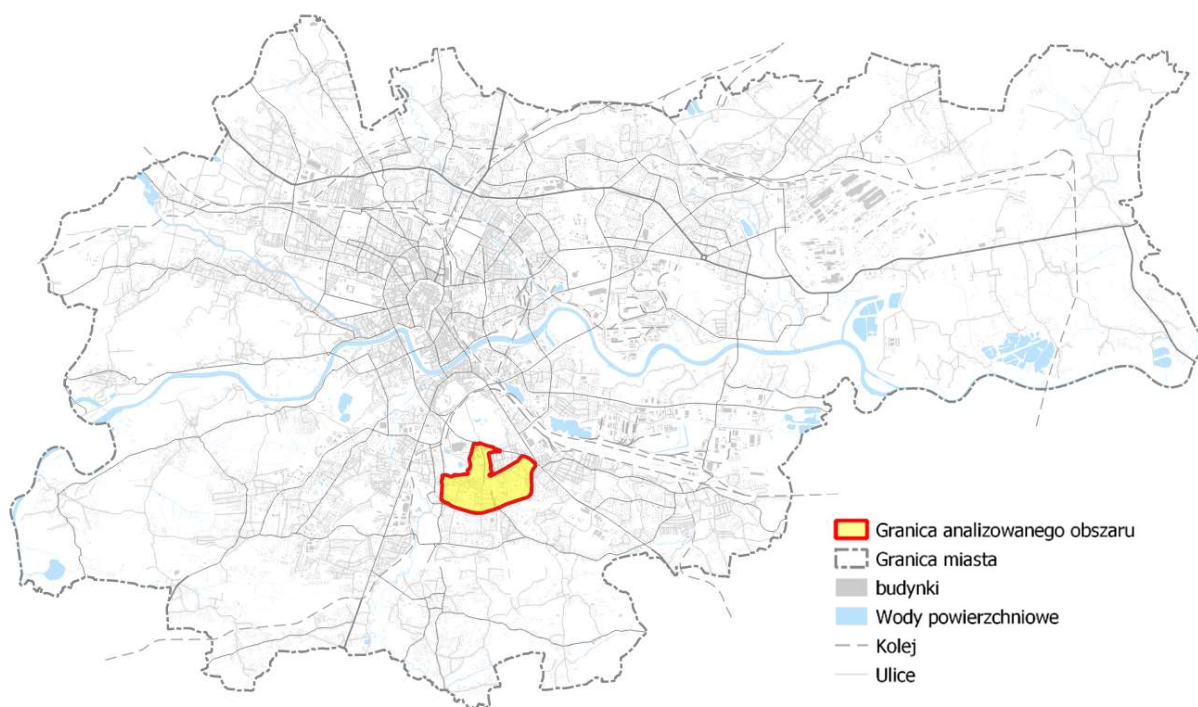 Granica analizowanego obszaru
Granica miasta
budynki
Wody powierzchniowe
Kolej
Ulice